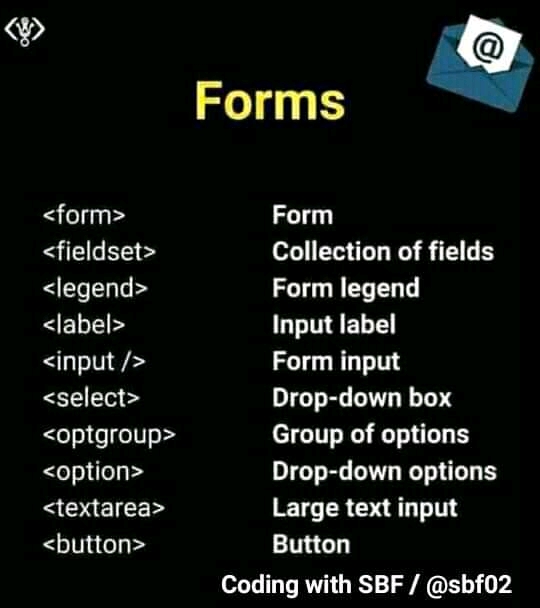 @
Forms
<form> Form
<fieldset> Collection of fields
<legend> Form legend
<label> Input label
<input /> Form input
<select> Drop-down box
<optgroup> Group of options
<option> Drop-down options
<textarea> Large text input
<button> Button
Coding with SBF / @sbf02